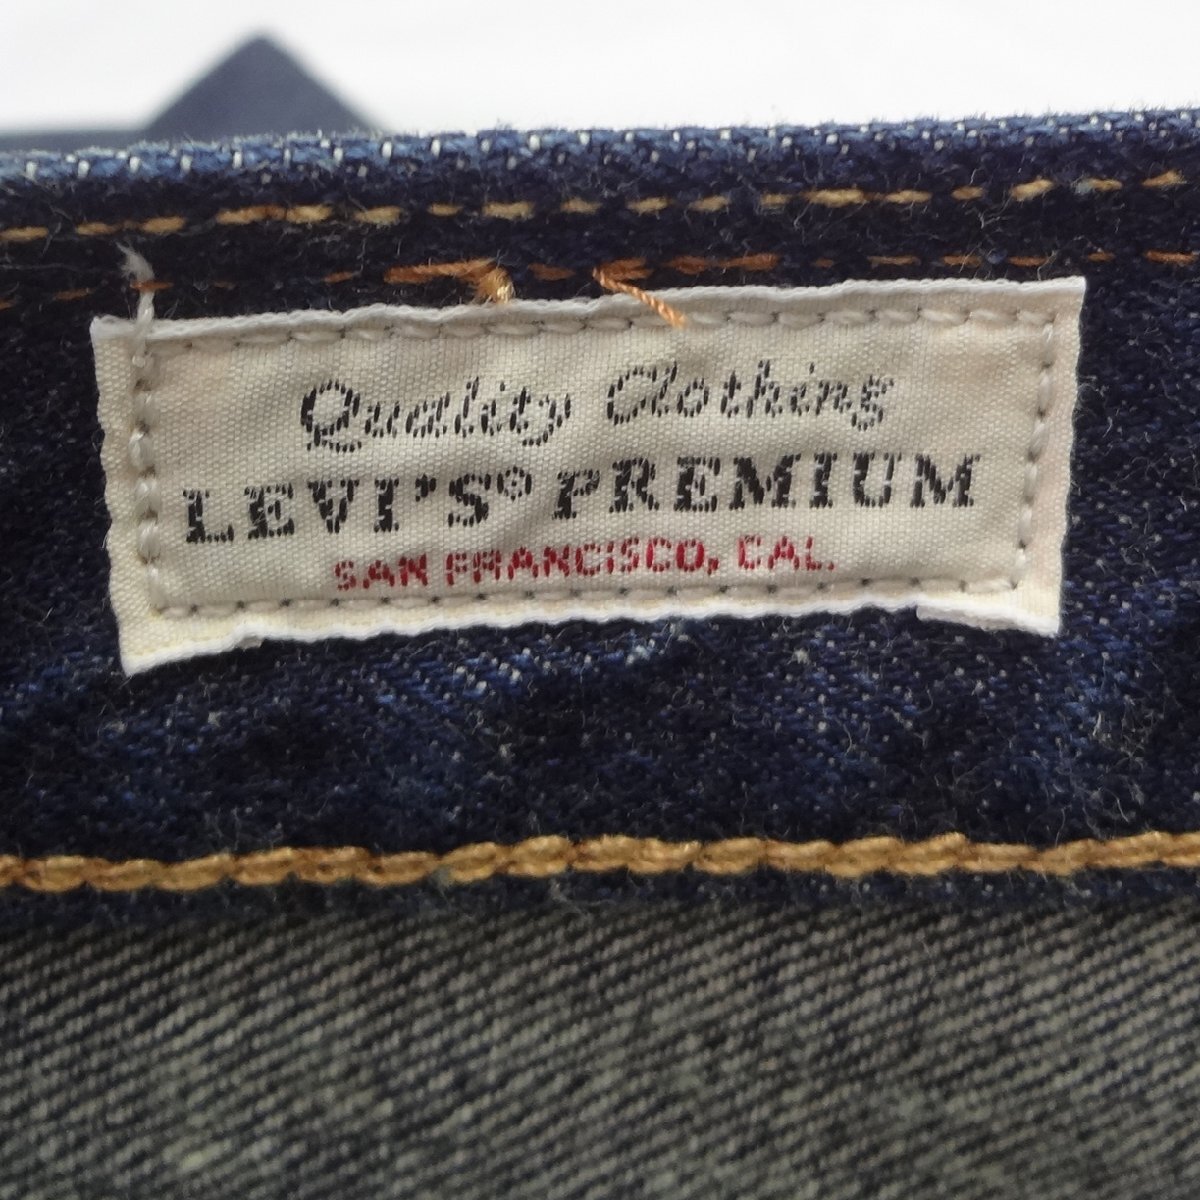 Quality Clothing
LEVI'S® PREMIUM
SAN FRANCISCO, CAL.